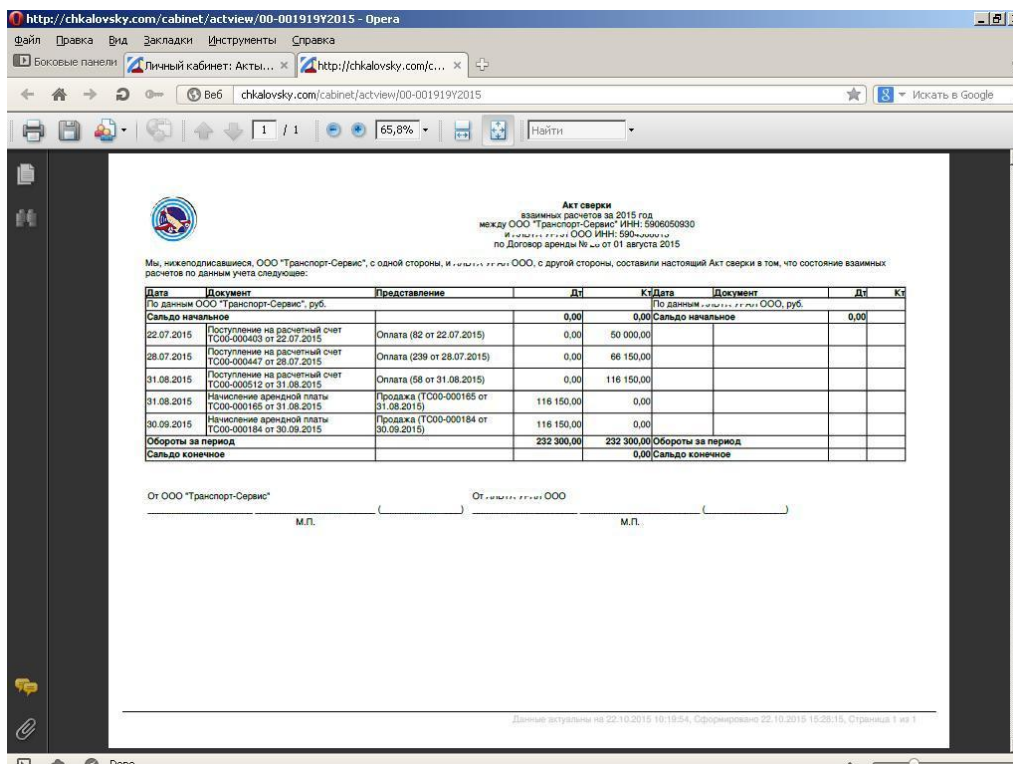 http://chkalovsky.com/cabinet/actview/00-001919Y2015 - Opera
Файл Правка Вид Закладки Инструменты Справка
Боковые панели Личный кабинет: Акты... × http://chkalovsky.com/c... ×
Веб chkalovsky.com/cabinet/actview/00-001919Y2015 Искать в Google
1 / 1 65,8% Найти
Акт сверки
взаимных расчетов за 2015 год
между ООО "Транспорт-Сервис" ИНН: 5906050930
и ООО ИНН:
по Договор аренды № от 01 августа 2015
Мы, нижеподписавшиеся, ООО "Транспорт-Сервис", с одной стороны, и ООО, с другой стороны, составили настоящий Акт сверки в том, что состояние взаимных
расчетов по данным учета следующее:
Дата Документ Представление Дт Кт Дата Документ Дт Кт
По данным ООО "Транспорт-Сервис", руб. По данным ООО, руб.
Сальдо начальное 0,00 0,00 Сальдо начальное 0,00
22.07.2015 Поступление на расчетный счет ТС00-000403 от 22.07.2015 Оплата (82 от 22.07.2015) 0,00 50 000,00
28.07.2015 Поступление на расчетный счет ТС00-000447 от 28.07.2015 Оплата (239 от 28.07.2015) 0,00 66 150,00
31.08.2015 Поступление на расчетный счет ТС00-000512 от 31.08.2015 Оплата (58 от 31.08.2015) 0,00 116 150,00
31.08.2015 Начисление арендной платы ТС00-000165 от 31.08.2015 Продажа (ТС00-000165 от 31.08.2015) 116 150,00 0,00
30.09.2015 Начисление арендной платы ТС00-000184 от 30.09.2015 Продажа (ТС00-000184 от 30.09.2015) 116 150,00 0,00
Обороты за период 232 300,00 232 300,00 Обороты за период
Сальдо конечное 0,00 Сальдо конечное
От ООО "Транспорт-Сервис" От ООО
М.П. М.П.
Данные актуальны на 22.10.2015 10:19:54, Сформировано 22.10.2015 15:28:15, Страница 1 из 1
Done